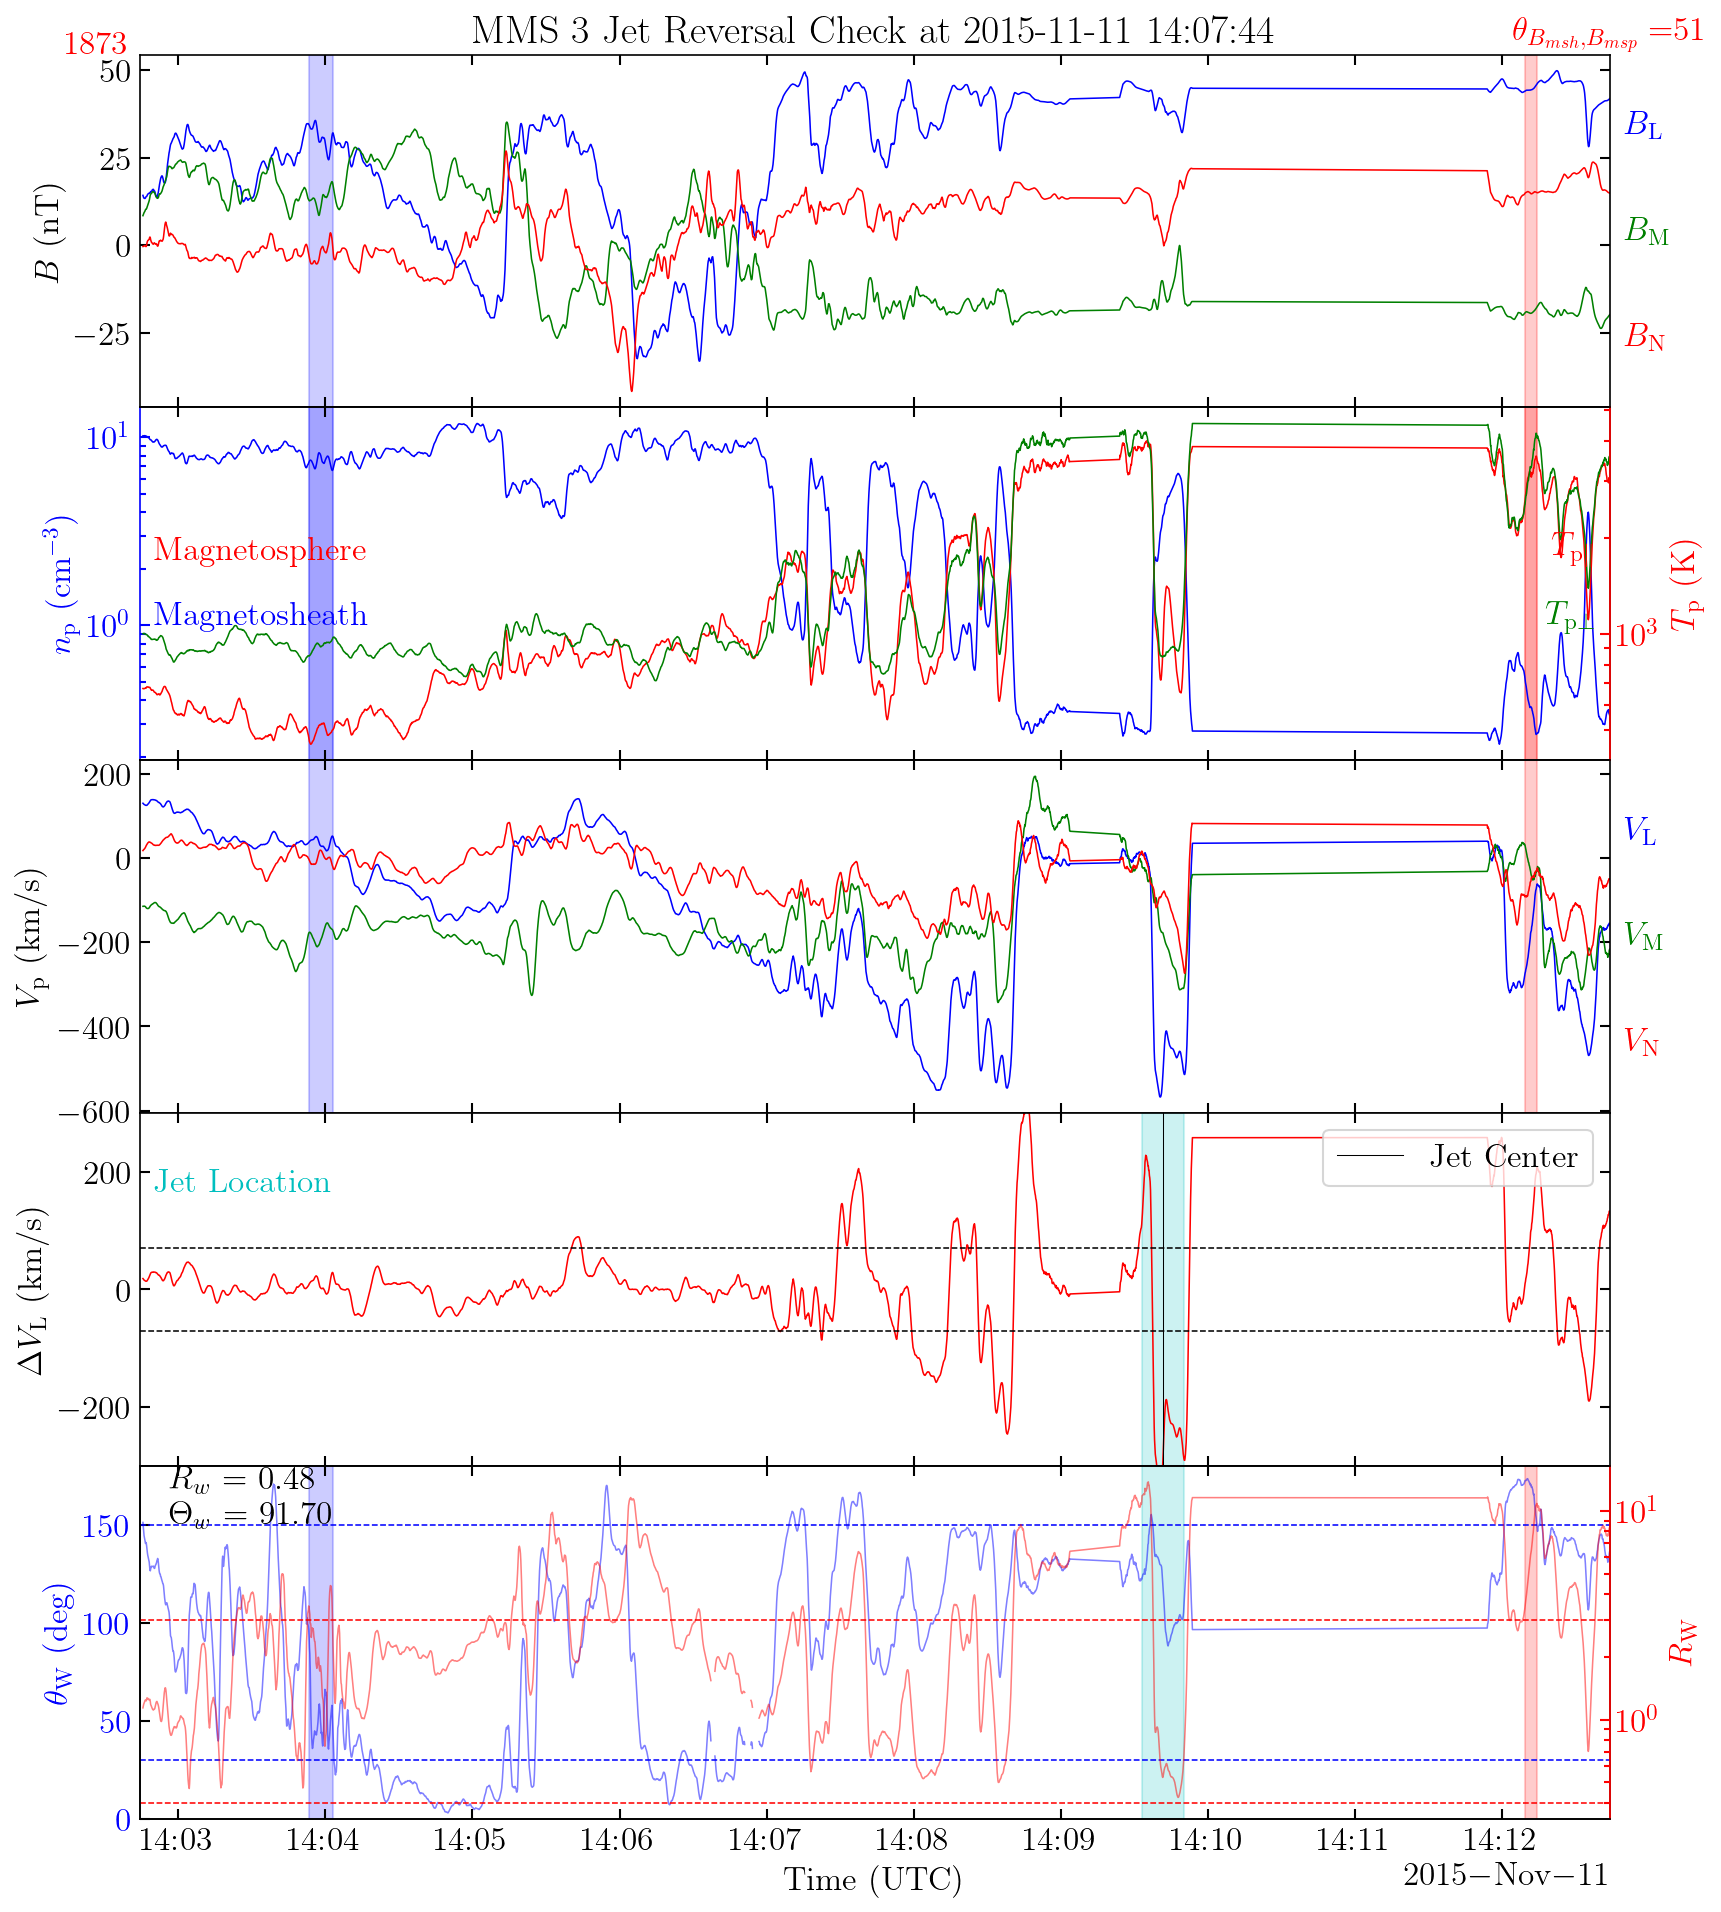 MMS 3 Jet Reversal Check at 2015-11-11 14:07:44
1873
θ_{B_{msh},B_{msp}} =51
50
25
0
−25
B (nT)
B_L
B_M
B_N
10^1
10^0
n_p (cm^{−3})
Magnetosphere
Magnetosheath
T_{p∥}
T_{p⊥}
10^3
T_p (K)
200
0
−200
−400
−600
V_p (km/s)
V_L
V_M
V_N
200
0
−200
ΔV_L (km/s)
Jet Location
Jet Center
R_w = 0.48
Θ_w = 91.70
150
100
50
0
θ_W (deg)
10^1
10^0
R_W
14:03 14:04 14:05 14:06 14:07 14:08 14:09 14:10 14:11 14:12
Time (UTC)
2015−Nov−11